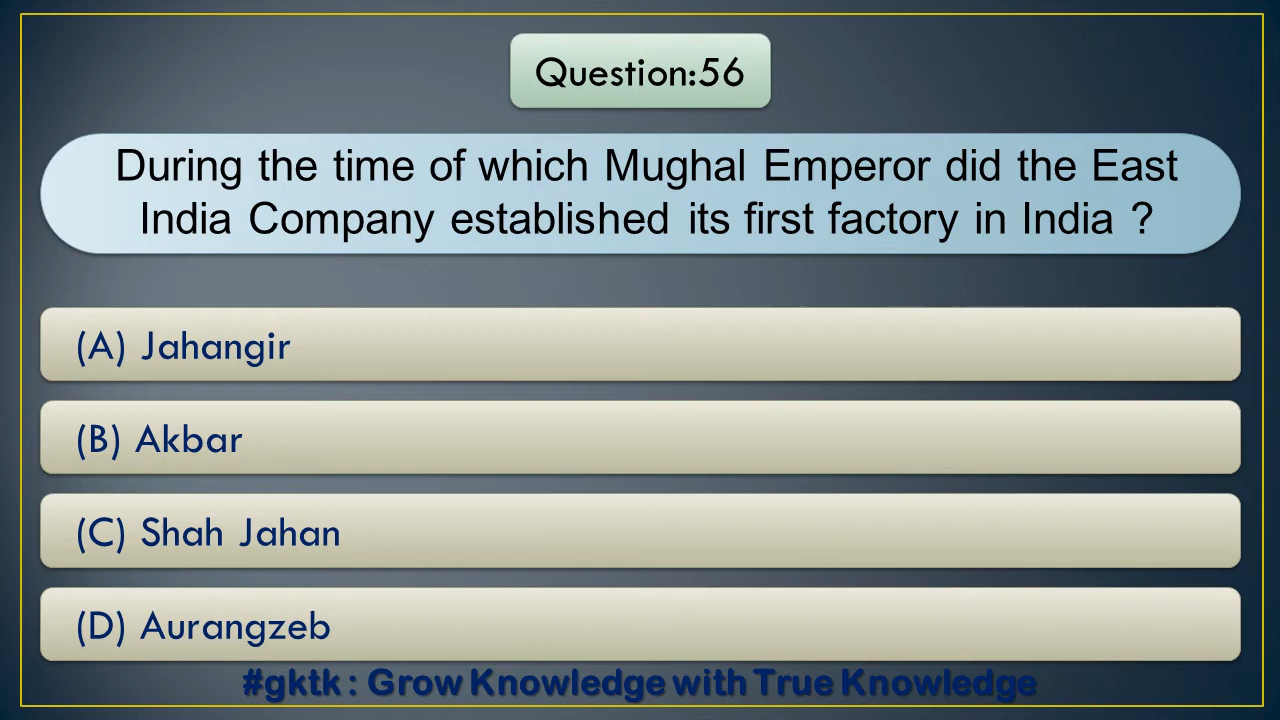 Question:56
During the time of which Mughal Emperor did the East
India Company established its first factory in India ?
(A) Jahangir
(B) Akbar
(C) Shah Jahan
(D) Aurangzeb
#gktk : Grow Knowledge with True Knowledge